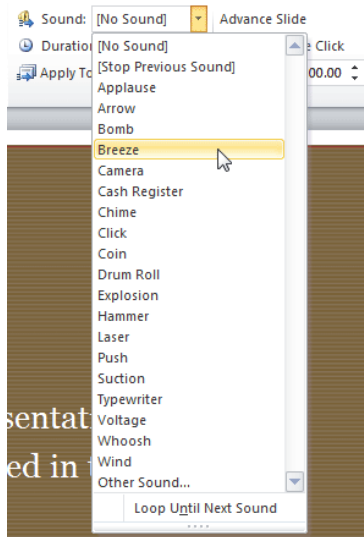 Sound: [No Sound] Advance Slide
Duration
[No Sound]
Click
[Stop Previous Sound]
Apply To
00.00
Applause
Arrow
Bomb
Breeze
Camera
Cash Register
Chime
Click
Coin
Drum Roll
Explosion
Hammer
Laser
Push
Suction
Typewriter
Voltage
Whoosh
Wind
Other Sound...
Loop Until Next Sound
ed in